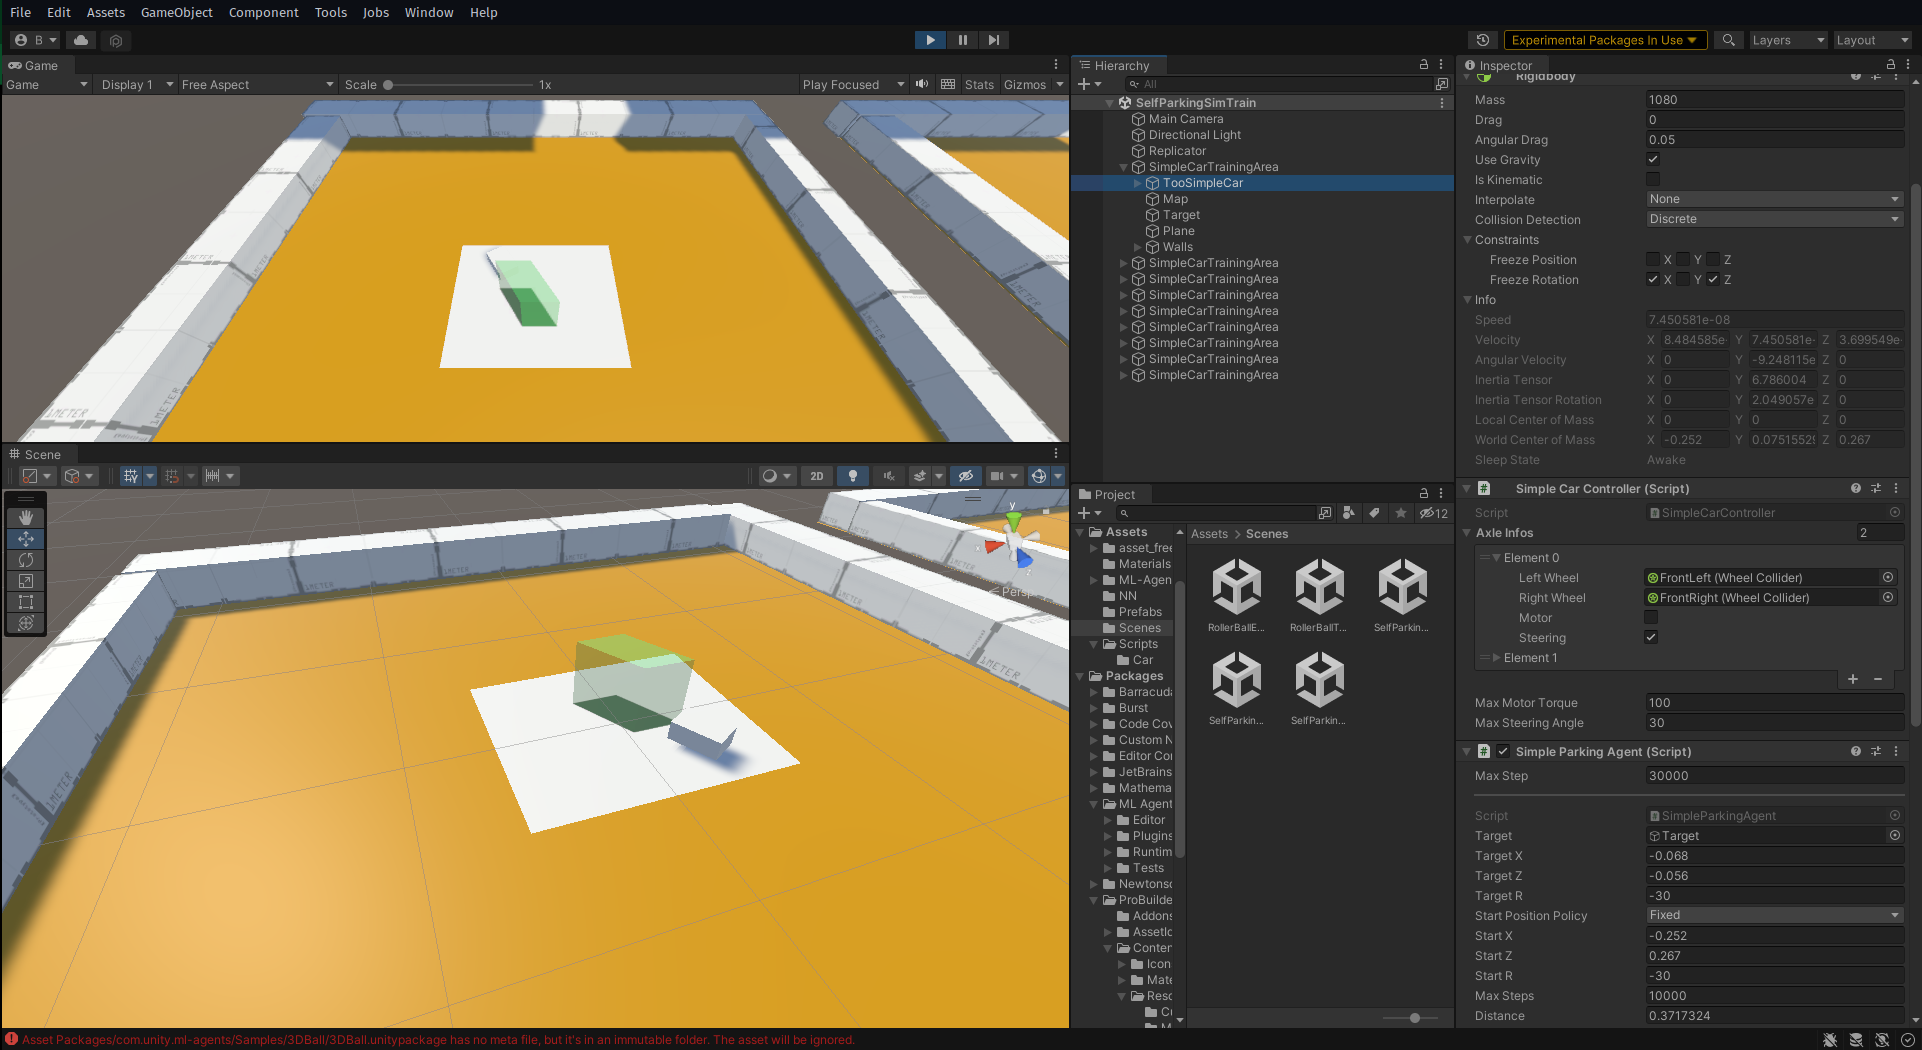 File Edit Assets GameObject Component Tools Jobs Window Help
B
Experimental Packages In Use
Layers
Layout
Game
Game Display 1 Free Aspect Scale 1x Play Focused Stats Gizmos
1METER
1METER
Scene
2D
y
x
Persp
1METER
1METER
1METER
1METER
Hierarchy
All
SelfParkingSimTrain
Main Camera
Directional Light
Replicator
SimpleCarTrainingArea
TooSimpleCar
Map
Target
Plane
Walls
SimpleCarTrainingArea
SimpleCarTrainingArea
SimpleCarTrainingArea
SimpleCarTrainingArea
SimpleCarTrainingArea
SimpleCarTrainingArea
SimpleCarTrainingArea
SimpleCarTrainingArea
Project
12
Assets
asset_free
Materials
ML-Agen
NN
Prefabs
Scenes
Scripts
Car
Packages
Barracuda
Burst
Code Cov
Custom N
Editor Cor
JetBrains
Mathema
ML Agent
Editor
Plugins
Runtim
Tests
Newtonso
ProBuilde
Addons
AssetIc
Conten
Icon
Mate
Reso
Assets > Scenes
RollerBallE...
RollerBallT...
SelfParkin...
SelfParkin...
SelfParkin...
Inspector
Rigidbody
Mass 1080
Drag 0
Angular Drag 0.05
Use Gravity
Is Kinematic
Interpolate None
Collision Detection Discrete
Constraints
Freeze Position X Y Z
Freeze Rotation X Y Z
Info
Speed 7.450581e-08
Velocity X 8.484585e- Y 7.450581e- Z 3.699549e-
Angular Velocity X 0 Y -9.248115e Z 0
Inertia Tensor X 0 Y 6.786004 Z 0
Inertia Tensor Rotation X 0 Y 2.049057e Z 0
Local Center of Mass X 0 Y 0 Z 0
World Center of Mass X -0.252 Y 0.0751552 Z 0.267
Sleep State Awake
Simple Car Controller (Script)
Script SimpleCarController
Axle Infos 2
Element 0
Left Wheel FrontLeft (Wheel Collider)
Right Wheel FrontRight (Wheel Collider)
Motor
Steering
Element 1
Max Motor Torque 100
Max Steering Angle 30
Simple Parking Agent (Script)
Max Step 30000
Script SimpleParkingAgent
Target Target
Target X -0.068
Target Z -0.056
Target R -30
Start Position Policy Fixed
Start X -0.252
Start Z 0.267
Start R -30
Max Steps 10000
Distance 0.3717324
Asset Packages/com.unity.ml-agents/Samples/3DBall/3DBall.unitypackage has no meta file, but it's in an immutable folder. The asset will be ignored.